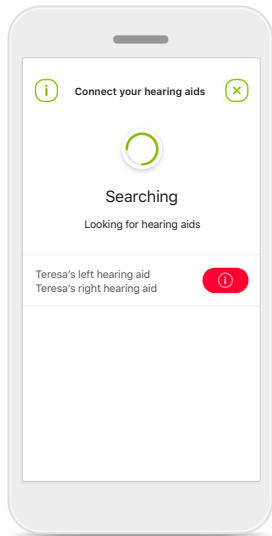 Connect your hearing aids
Searching
Looking for hearing aids
Teresa's left hearing aid
Teresa's right hearing aid